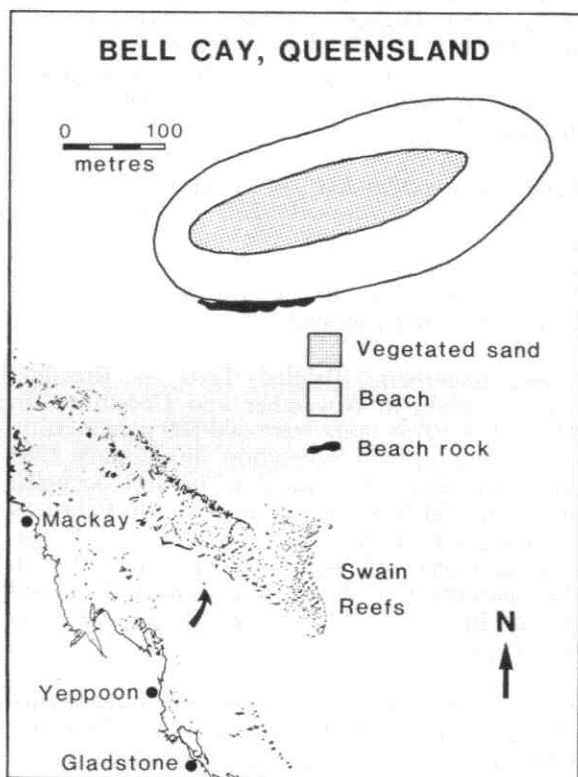 BELL CAY, QUEENSLAND
0 100
metres
Vegetated sand
Beach
Beach rock
Mackay
Swain
Reefs
N
Yeppoon
Gladstone